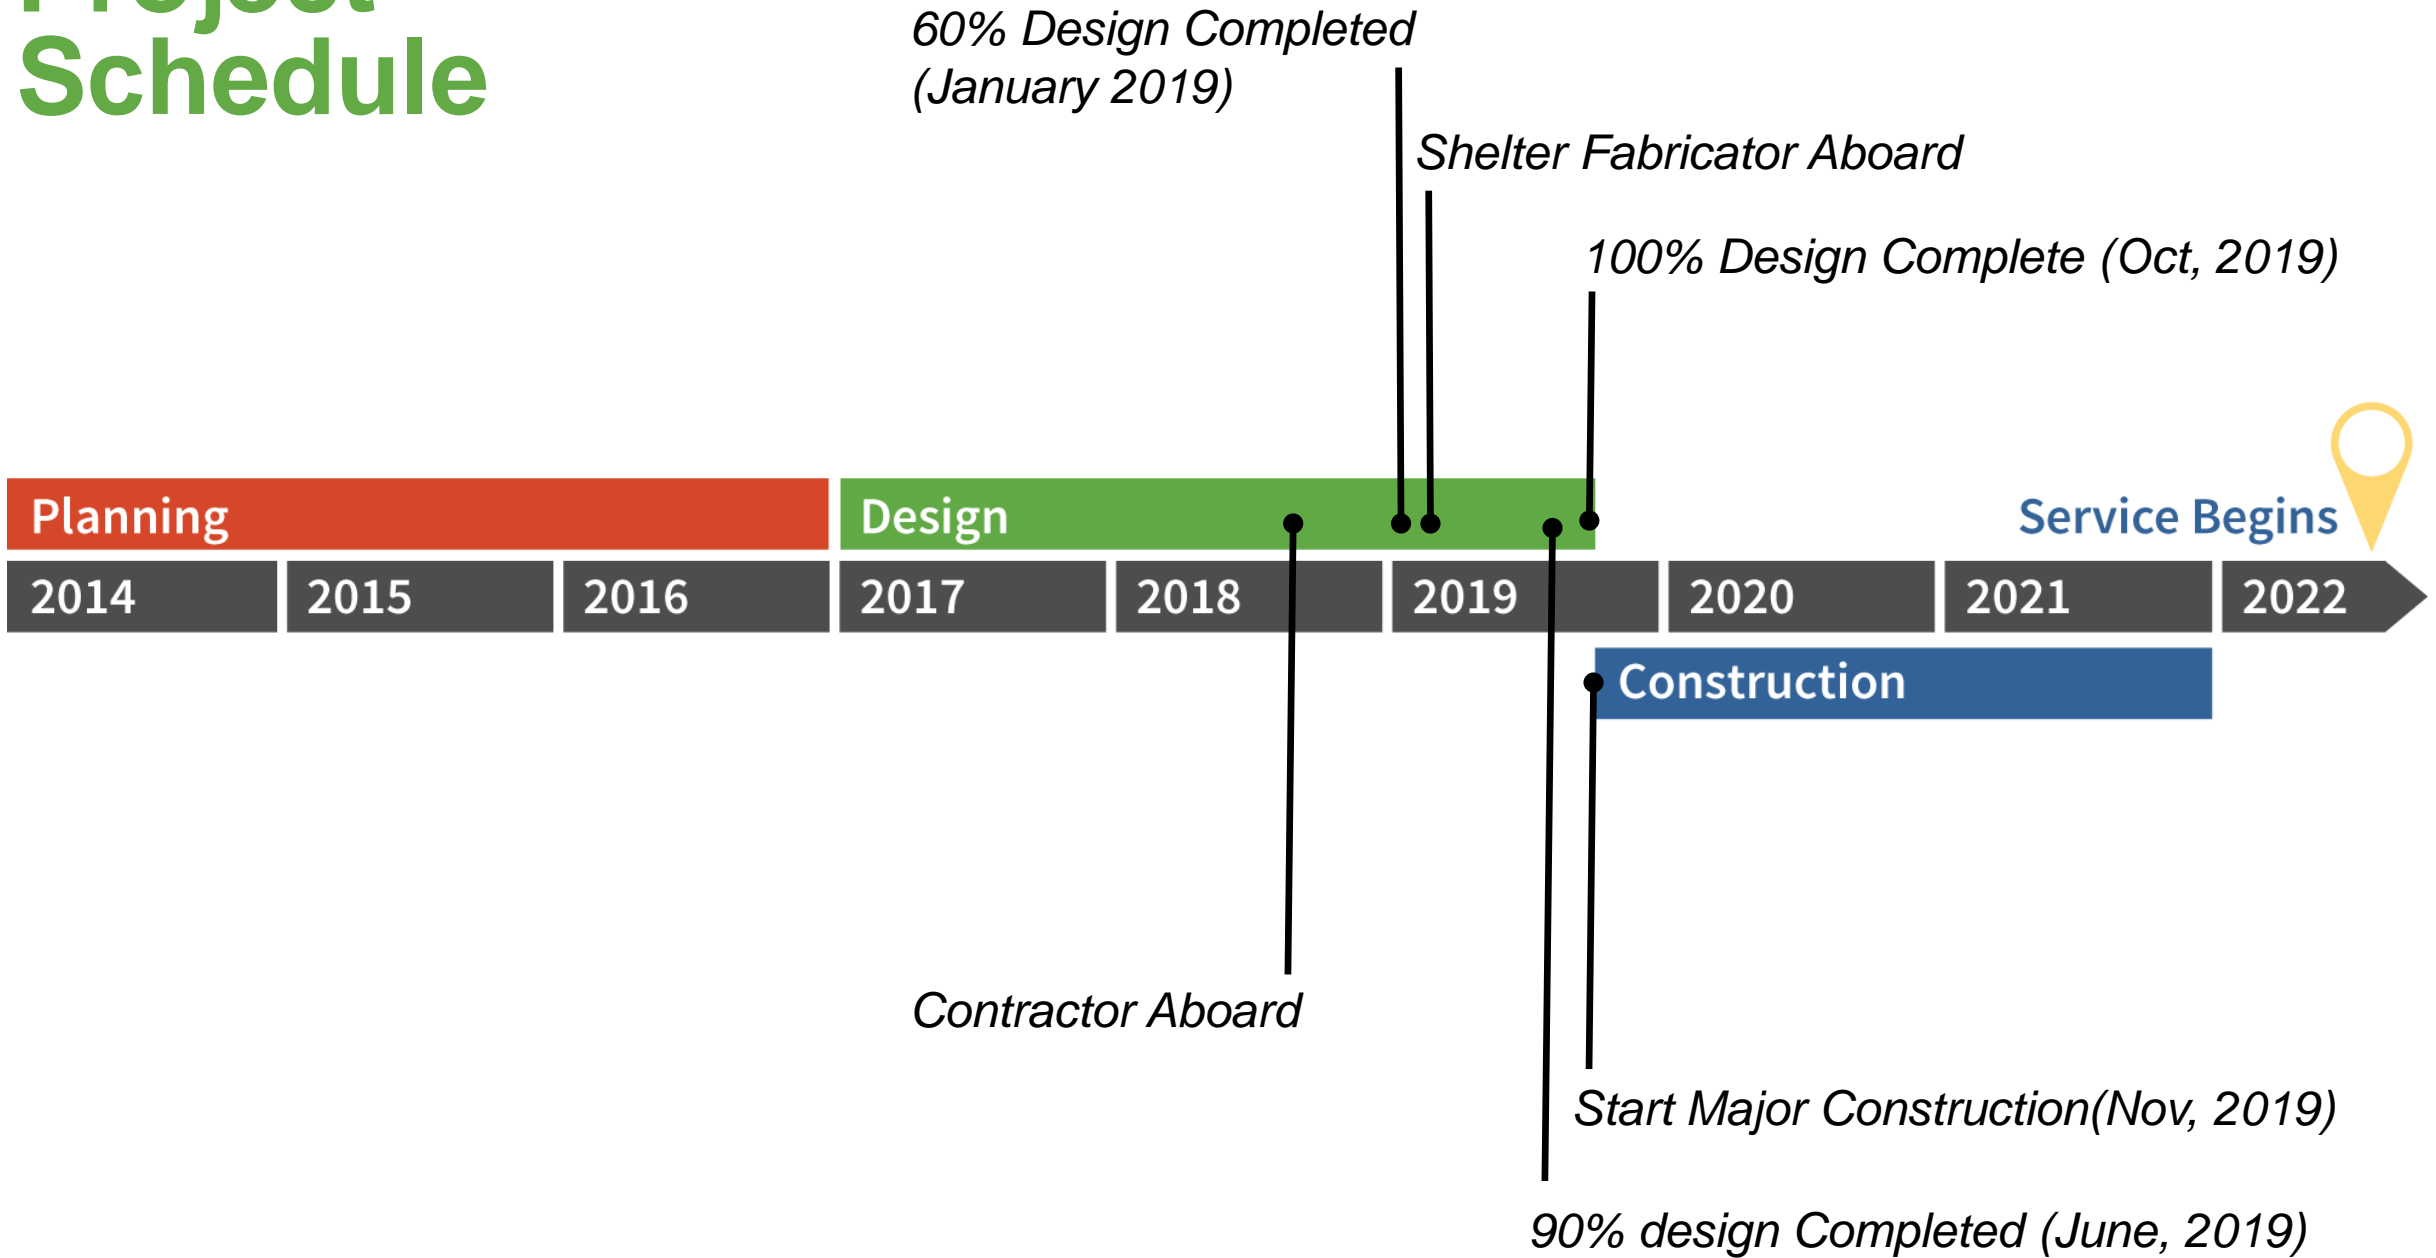 Project
Schedule
60% Design Completed
(January 2019)
Shelter Fabricator Aboard
100% Design Complete (Oct, 2019)
Planning
Design
Service Begins
2014
2015
2016
2017
2018
2019
2020
2021
2022
Construction
Contractor Aboard
Start Major Construction(Nov, 2019)
90% design Completed (June, 2019)